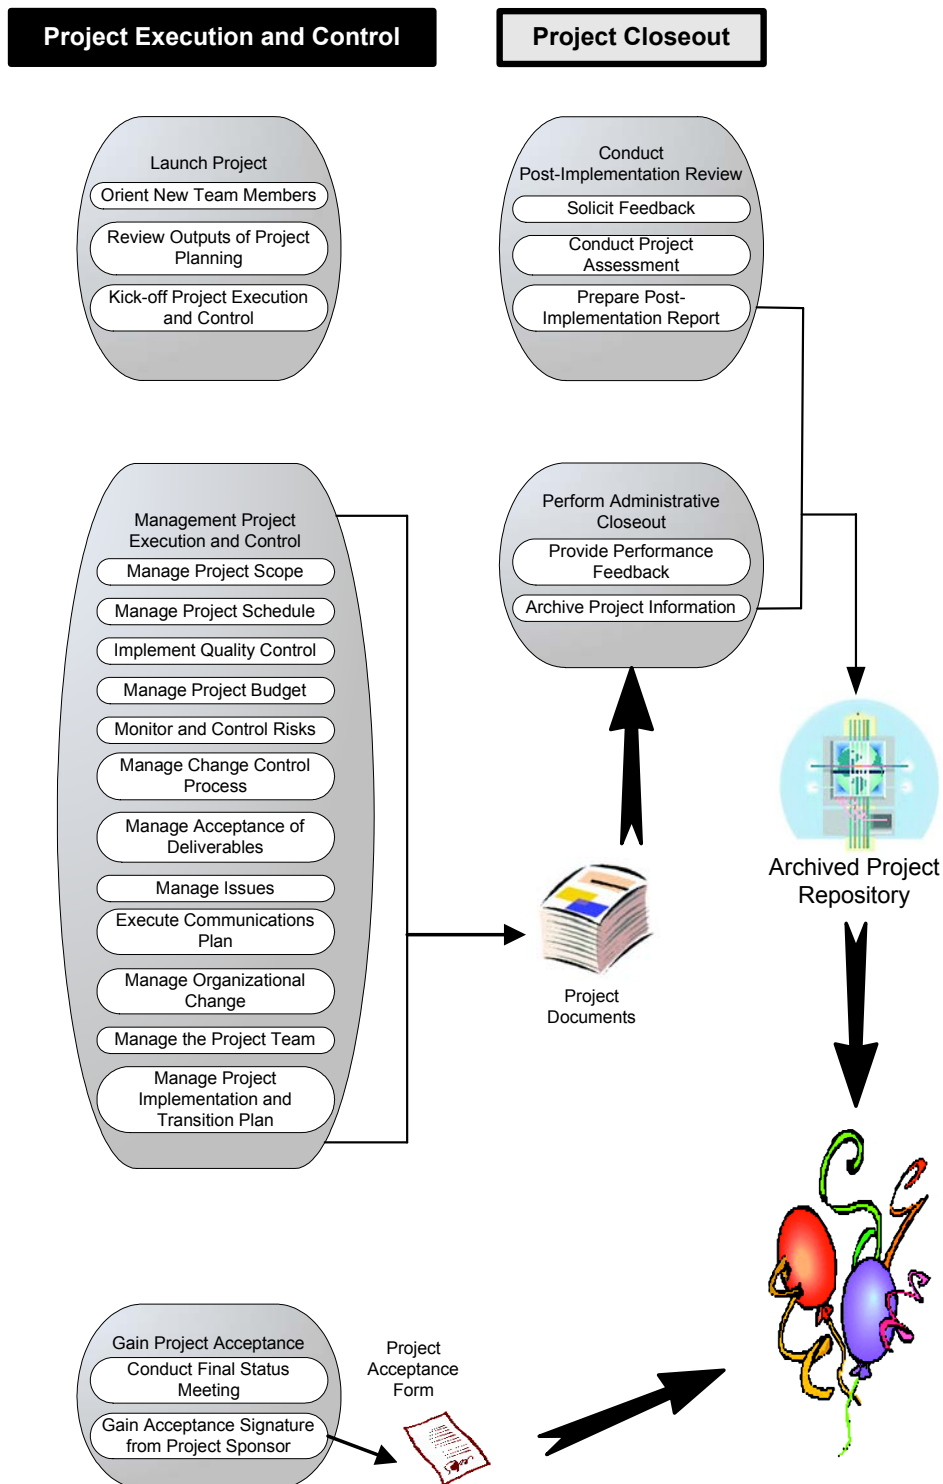 Project Execution and Control
Project Closeout
Launch Project
Orient New Team Members
Review Outputs of Project
Planning
Kick-off Project Execution
and Control
Conduct
Post-Implementation Review
Solicit Feedback
Conduct Project
Assessment
Prepare Post-
Implementation Report
Management Project
Execution and Control
Manage Project Scope
Manage Project Schedule
Implement Quality Control
Manage Project Budget
Monitor and Control Risks
Manage Change Control
Process
Manage Acceptance of
Deliverables
Manage Issues
Execute Communications
Plan
Manage Organizational
Change
Manage the Project Team
Manage Project
Implementation and
Transition Plan
Perform Administrative
Closeout
Provide Performance
Feedback
Archive Project Information
Project
Documents
Archived Project
Repository
Gain Project Acceptance
Conduct Final Status
Meeting
Gain Acceptance Signature
from Project Sponsor
Project
Acceptance
Form